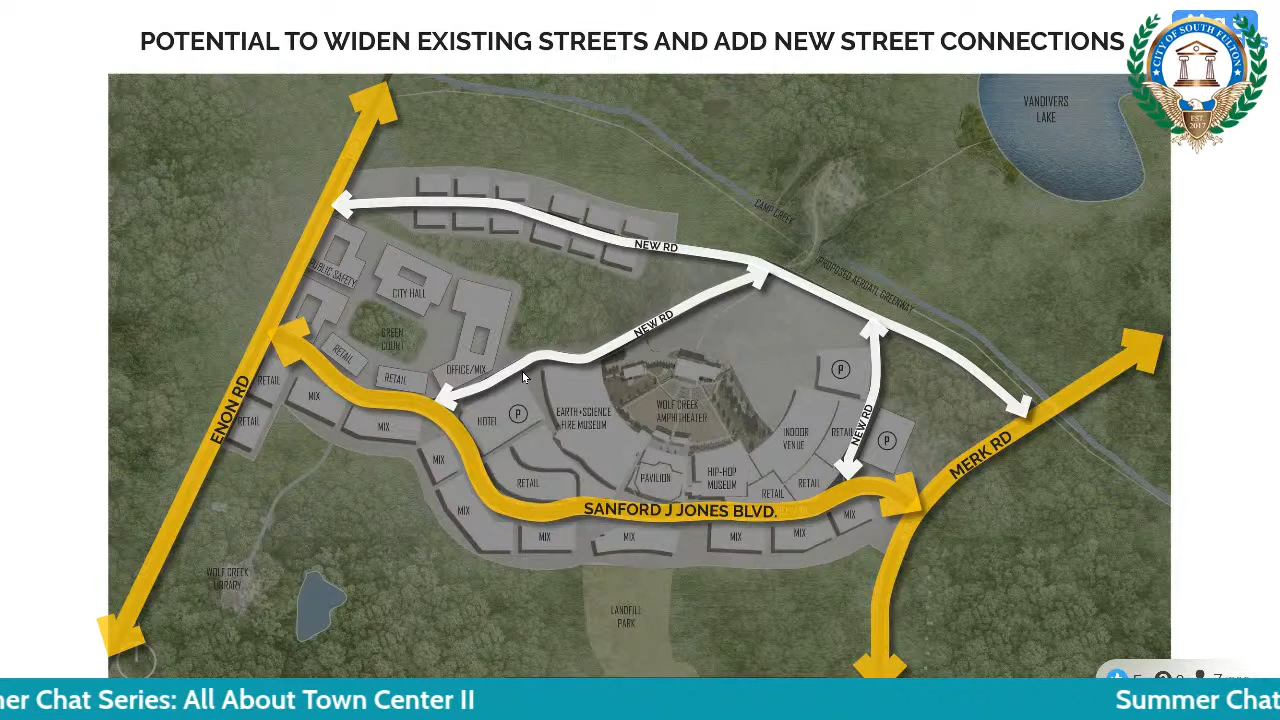 POTENTIAL TO WIDEN EXISTING STREETS AND ADD NEW STREET CONNECTIONS
CITY OF SOUTH FULTON
EST.
2017
VANDIVERS
LAKE
CAMP CREEK
NEW RD
PUBLIC SAFETY
CITY HALL
PROPOSED AEROATL GREENWAY
GREEN
COURT
NEW RD
RETAIL
OFFICE/MIX
P
RETAIL
RETAIL
MIX
ENON RD
RETAIL
MIX
HOTEL
P
EARTH+SCIENCE
FIRE MUSEUM
WOLF CREEK
AMPHITHEATER
INDOOR
VENUE
RETAIL
NEW RD
P
MERK RD
MIX
RETAIL
PAVILION
HIP-HOP
MUSEUM
RETAIL
RETAIL
MIX
SANFORD J JONES BLVD.
MIX
MIX
MIX
MIX
MIX
WOLF CREEK
LIBRARY
LANDFILL
PARK
er Chat Series: All About Town Center II
Summer Chat